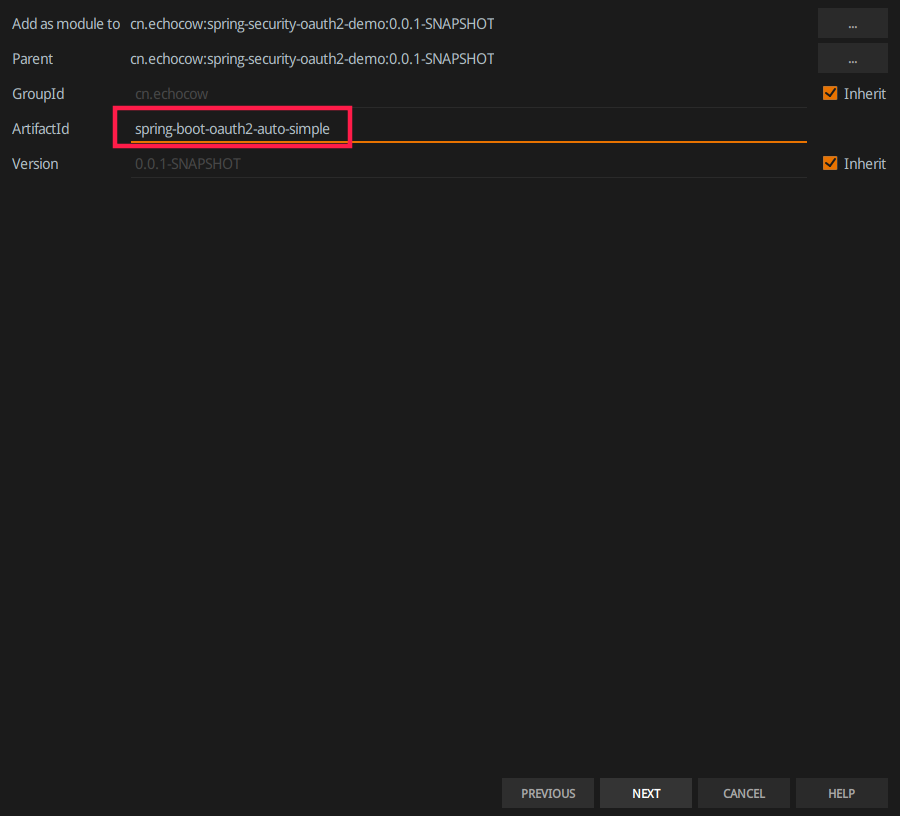 Add as module to cn.echocow:spring-security-oauth2-demo:0.0.1-SNAPSHOT ...
Parent cn.echocow:spring-security-oauth2-demo:0.0.1-SNAPSHOT ...
GroupId cn.echocow Inherit
ArtifactId spring-boot-oauth2-auto-simple
Version 0.0.1-SNAPSHOT Inherit
PREVIOUS NEXT CANCEL HELP